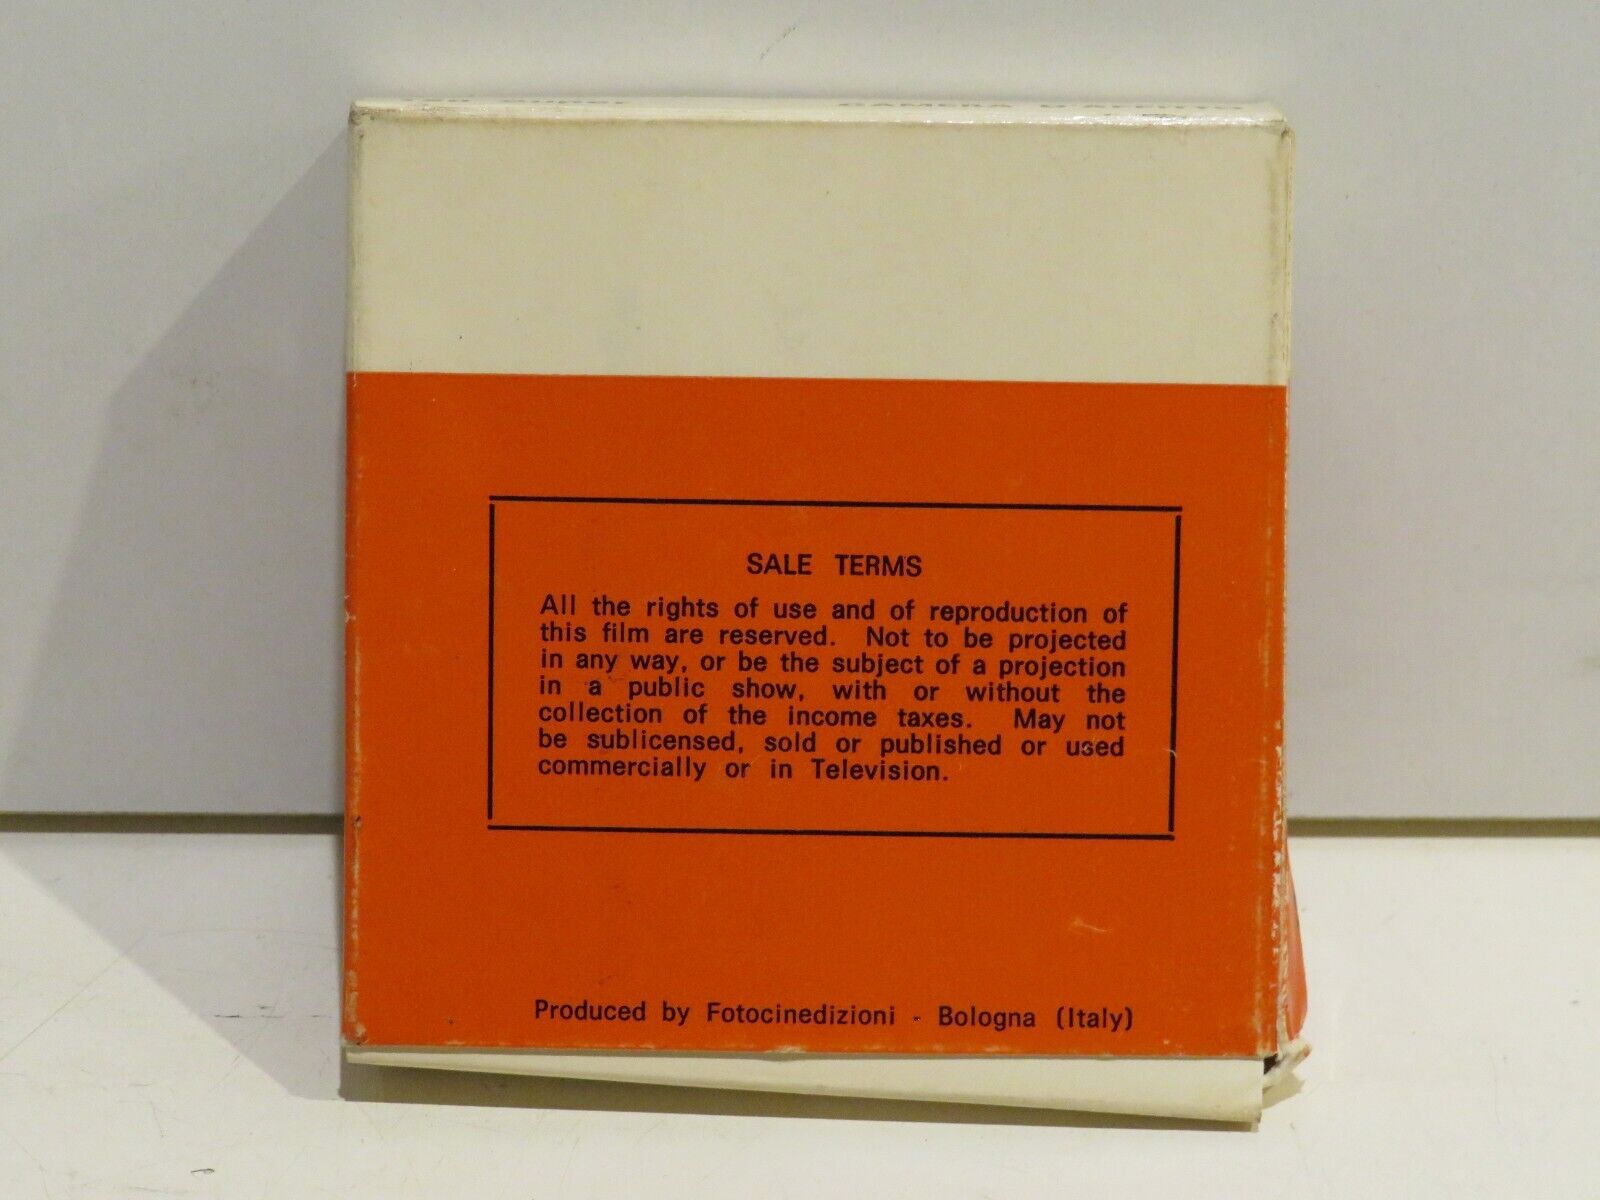 CAMERA D'AFFITTO
SALE TERMS
All the rights of use and of reproduction of
this film are reserved. Not to be projected
in any way, or be the subject of a projection
in a public show, with or without the
collection of the income taxes. May not
be sublicensed, sold or published or used
commercially or in Television.
Produced by Fotocinedizioni - Bologna (Italy)